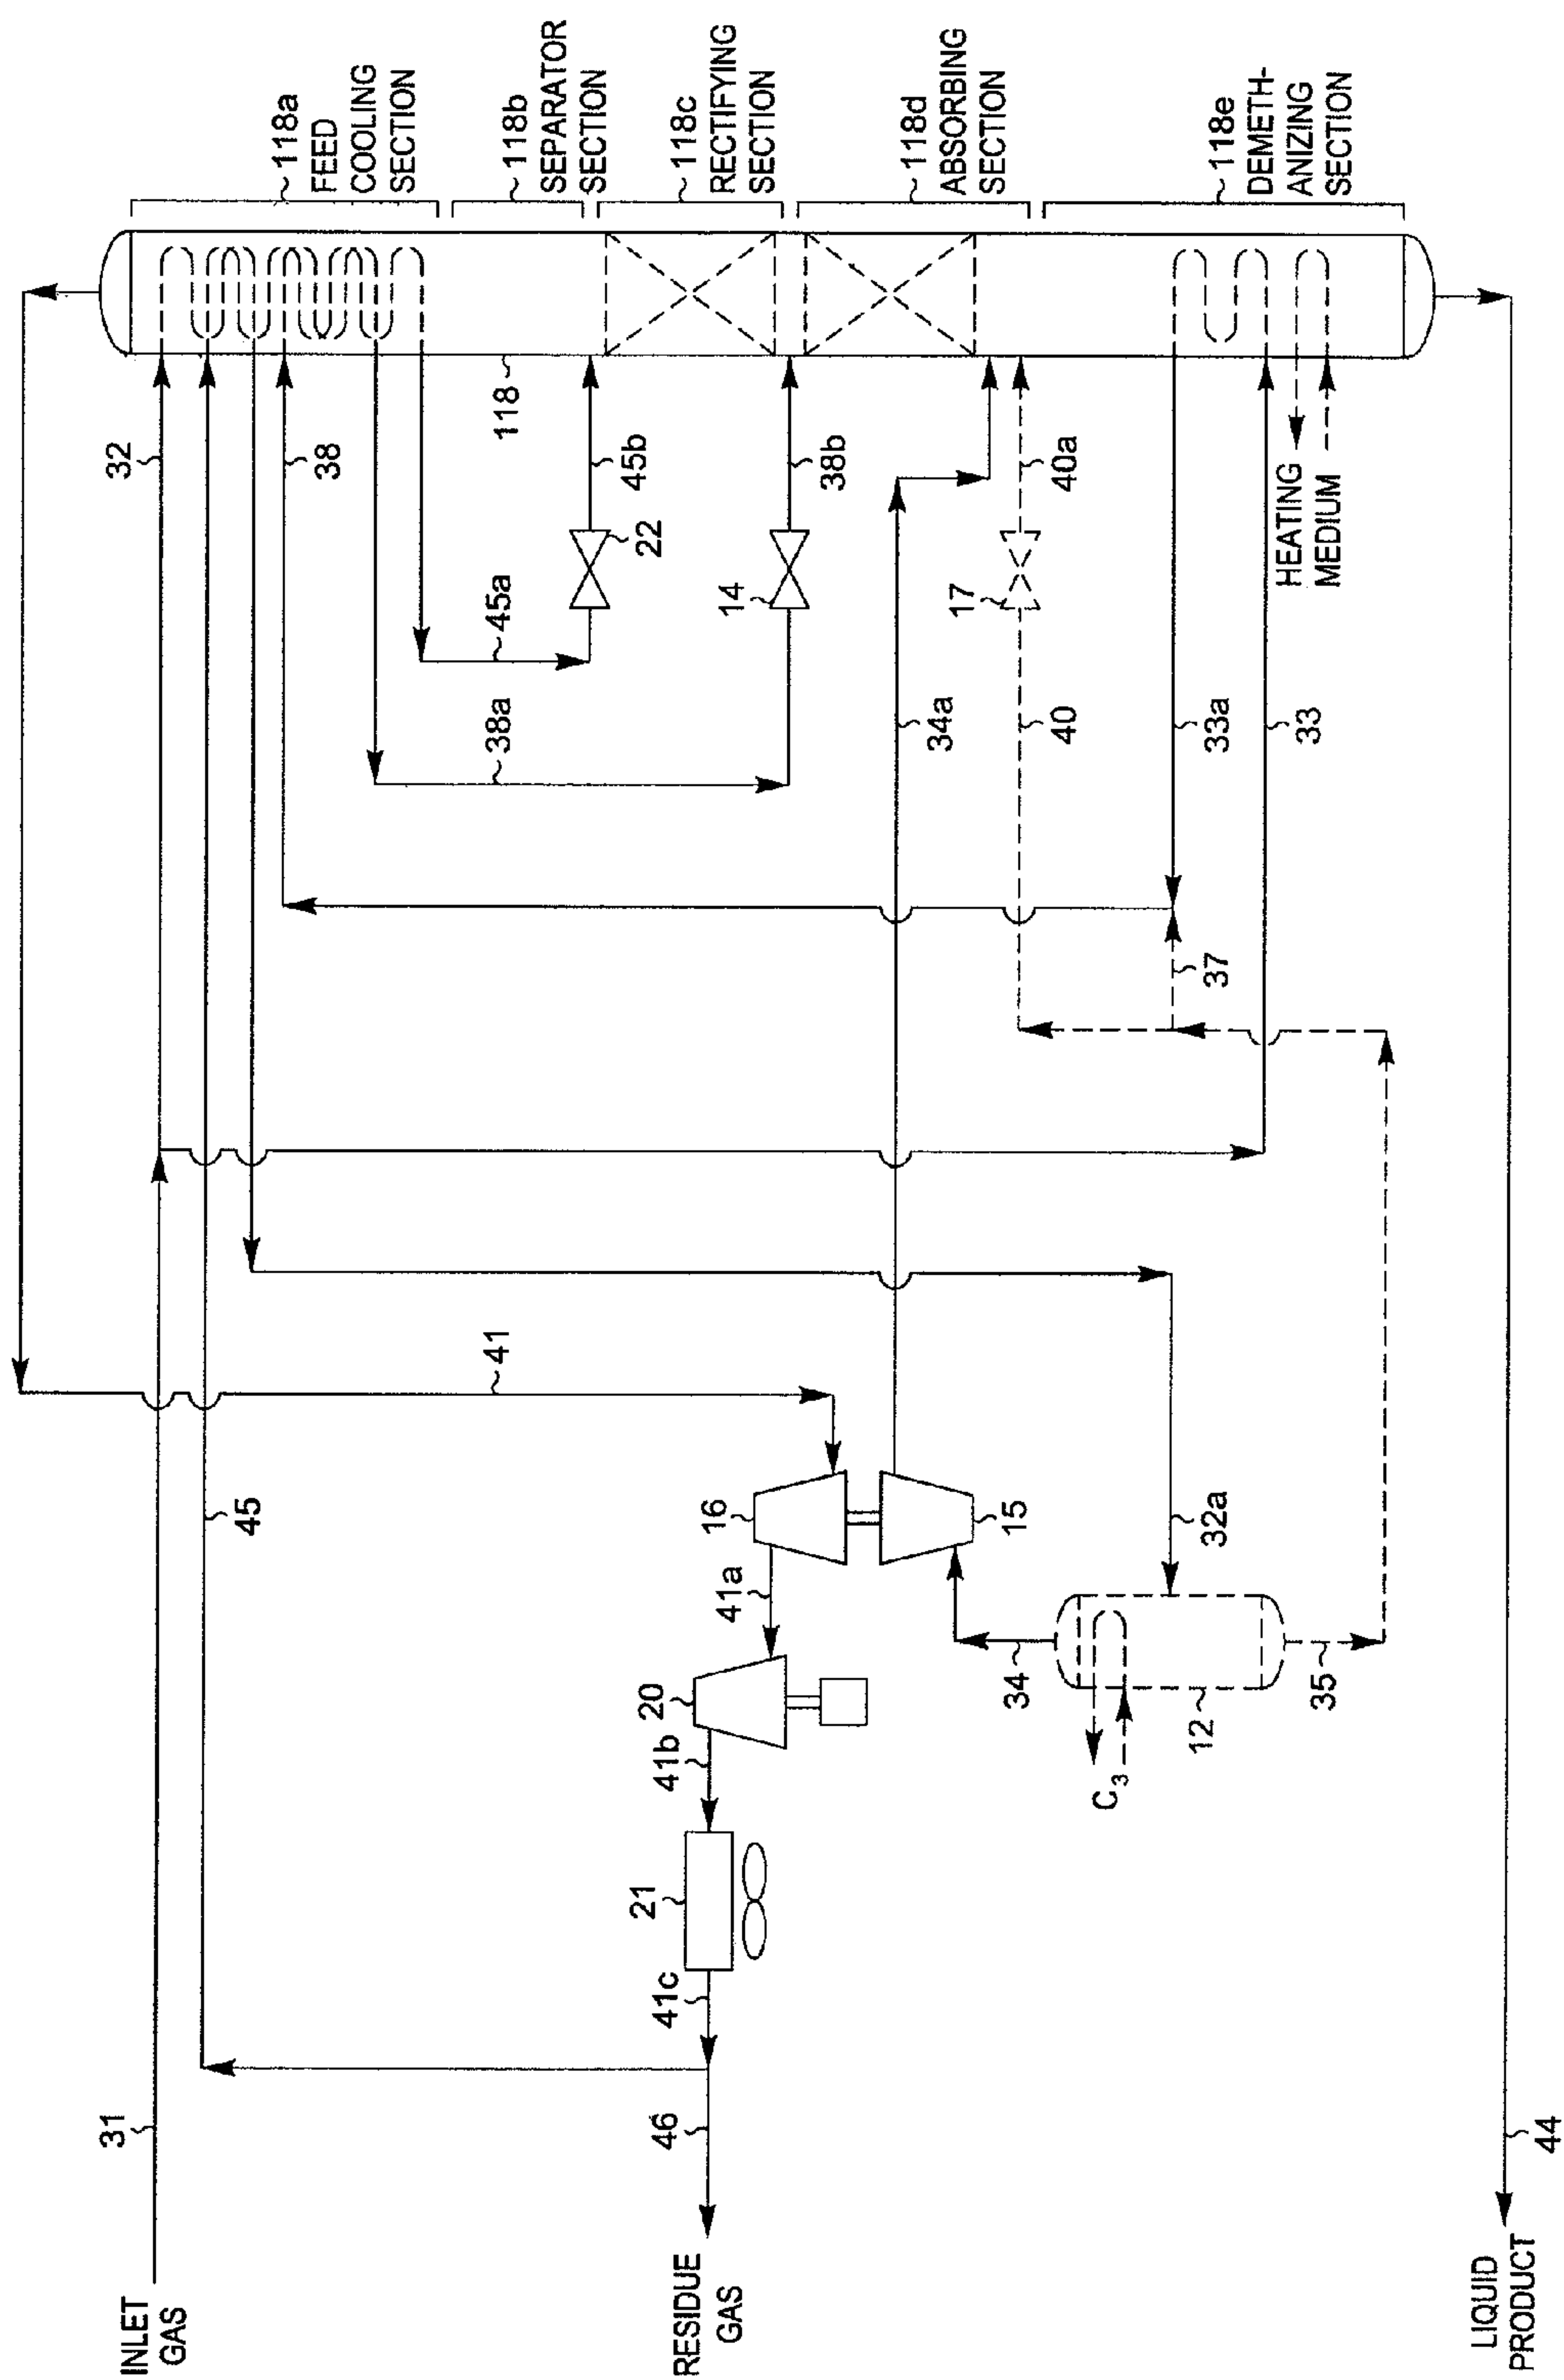 INLET
GAS
31
RESIDUE
GAS
46
LIQUID
PRODUCT
44
45
41c
21
41b
20
41a
16
15
41
34
12
35
C3
32a
32
38
33
33a
37
40
34a
38a
45a
22
14
17
45b
38b
40a
118
HEATING
MEDIUM
118a
FEED
COOLING
SECTION
118b
SEPARATOR
SECTION
118c
RECTIFYING
SECTION
118d
ABSORBING
SECTION
118e
DEMETH-
ANIZING
SECTION